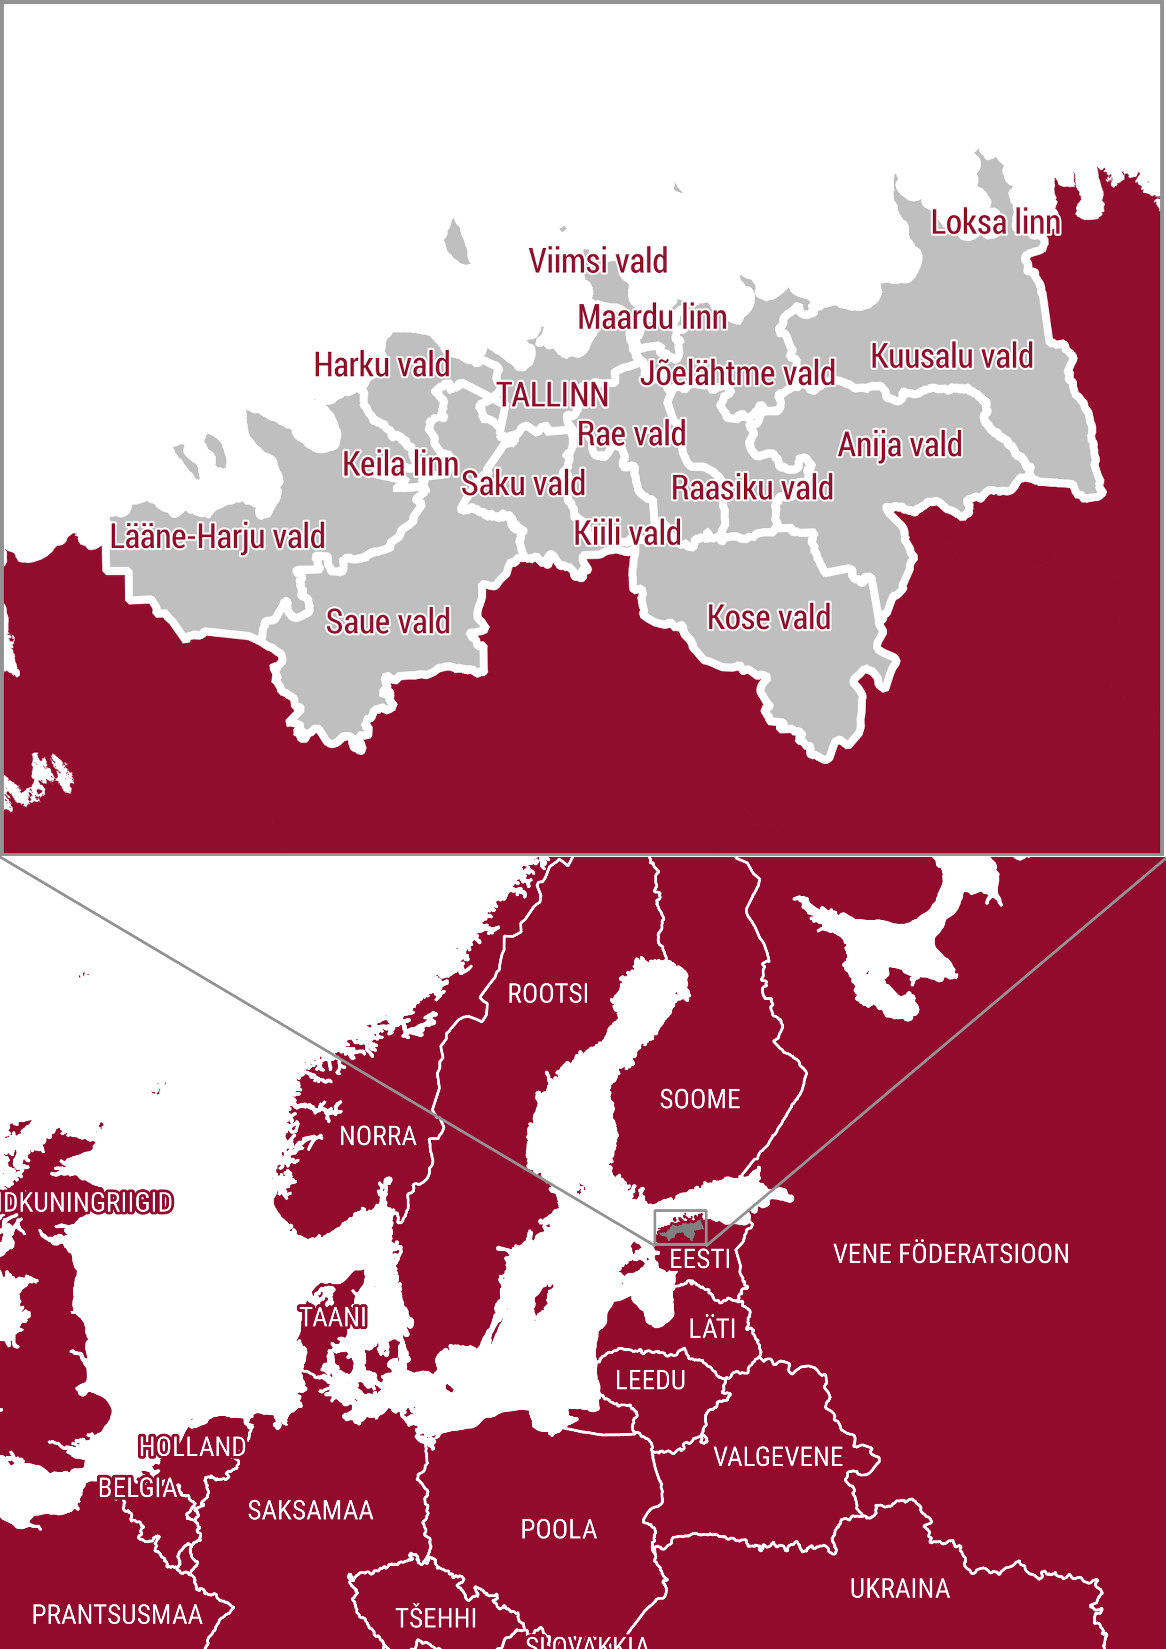 Loksa linn
Viimsi vald
Maardu linn
Kuusalu vald
Harku vald
Jõelähtme vald
TALLINN
Rae vald
Anija vald
Keila linn
Saku vald
Raasiku vald
Kiili vald
Lääne-Harju vald
Kose vald
Saue vald
ROOTSI
SOOME
NORRA
DKUNINGRIIGID
VENE FÖDERATSIOON
EESTI
TAANI
LÄTI
LEEDU
HOLLAND
VALGEVENE
BELGIA
SAKSAMAA
POOLA
UKRAINA
PRANTSUSMAA
TŠEHHI
SLOVAKKIA